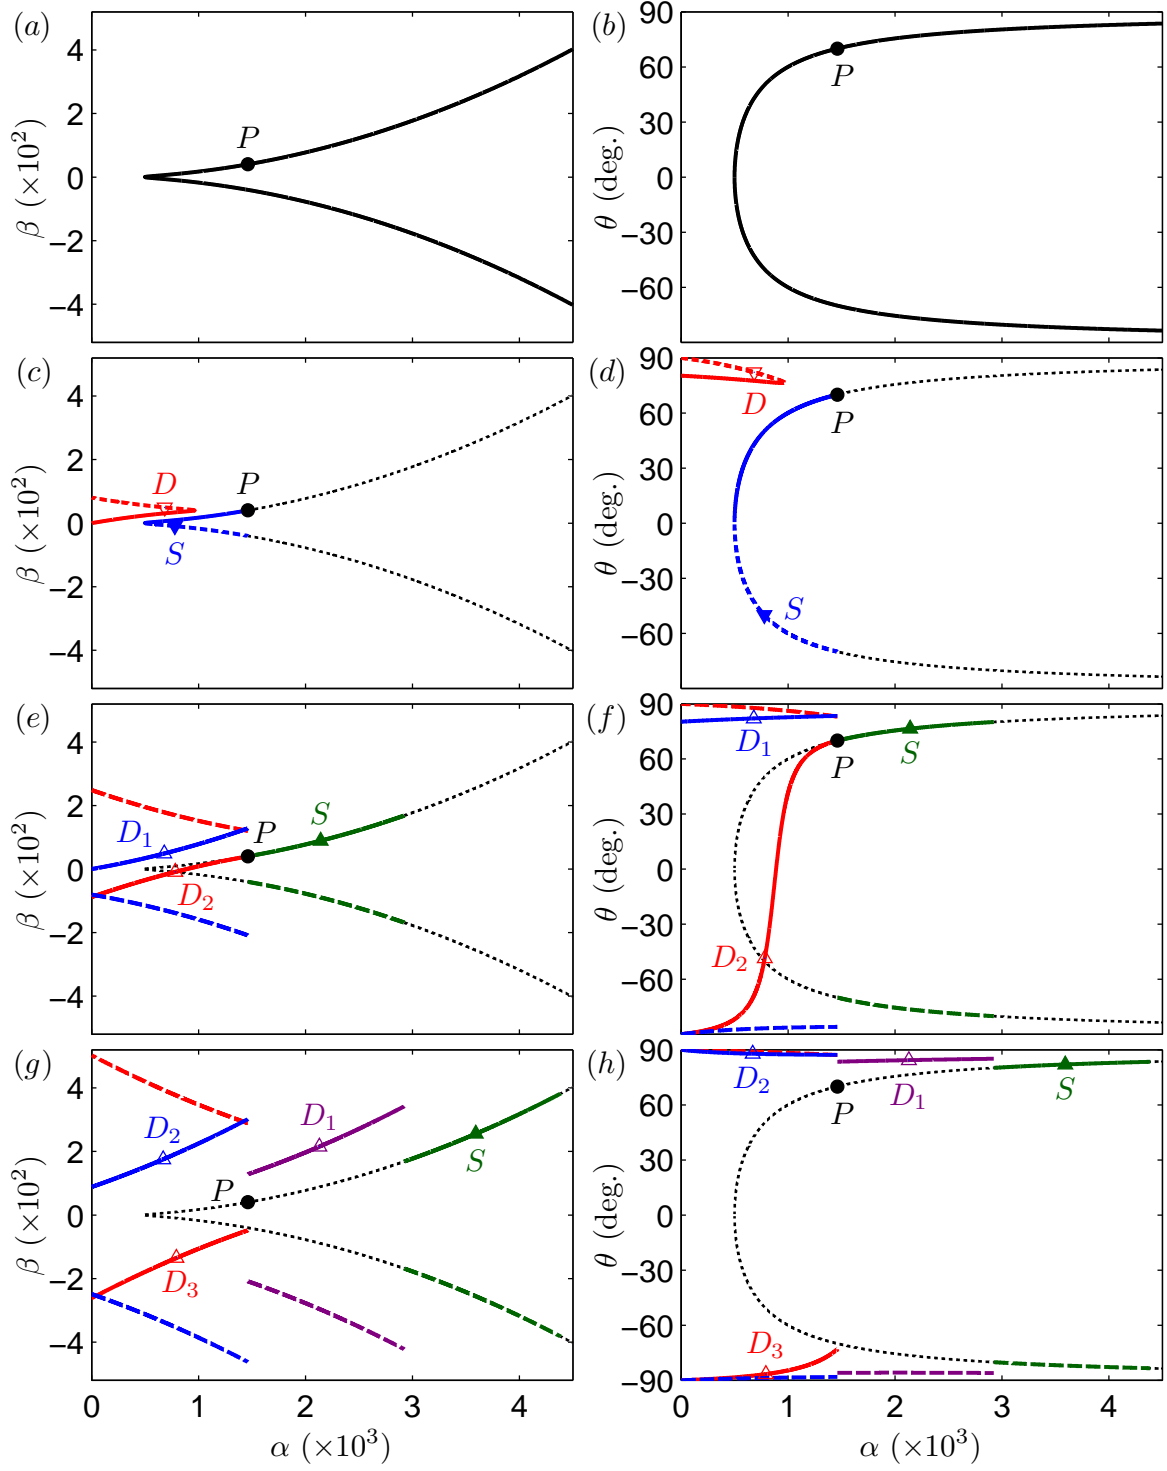 (a)
4
2
0
−2
−4
β (×10²)
P
(b)
90
60
30
0
−30
−60
θ (deg.)
P
(c)
4
2
0
−2
−4
β (×10²)
D
S
P
(d)
90
60
30
0
−30
−60
θ (deg.)
D
P
S
(e)
4
2
0
−2
−4
β (×10²)
D₁
D₂
P
S
(f)
90
60
30
0
−30
−60
θ (deg.)
D₁
P
S
D₂
(g)
4
2
0
−2
−4
β (×10²)
D₂
D₁
P
S
D₃
0 1 2 3 4
α (×10³)
(h)
90
60
30
0
−30
−60
−90
θ (deg.)
D₂
D₁
S
P
D₃
0 1 2 3 4
α (×10³)